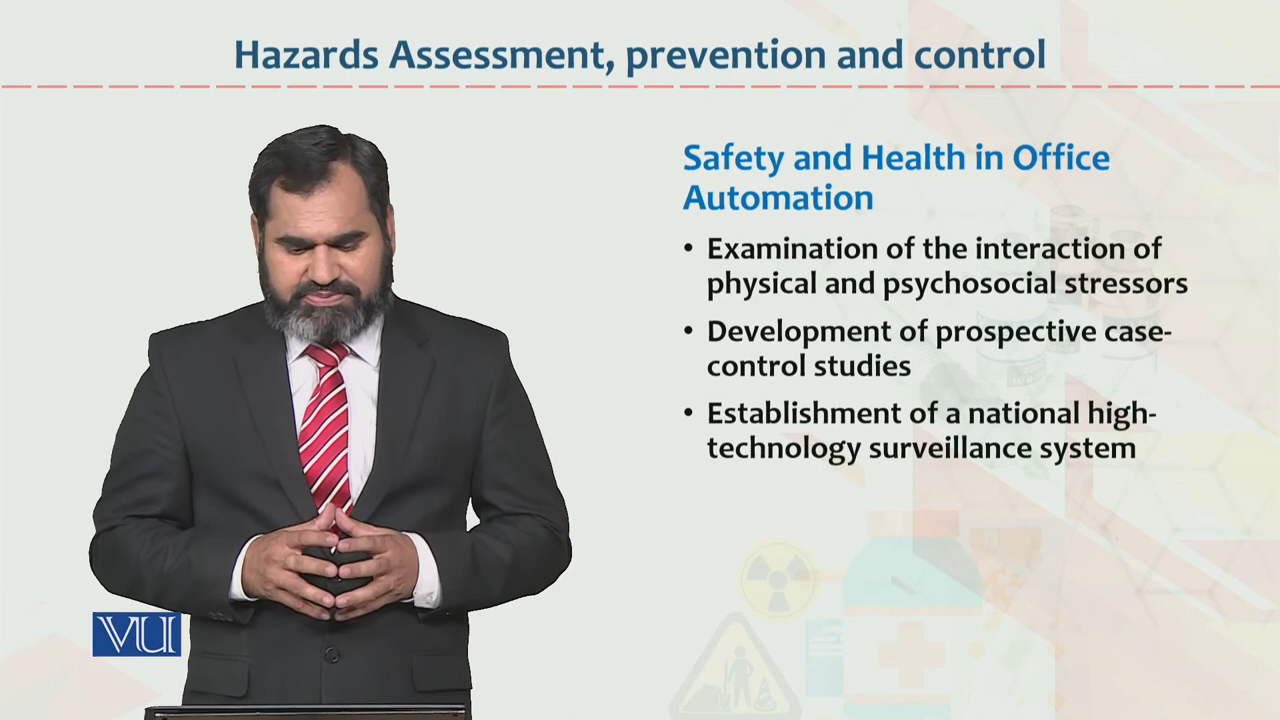 Hazards Assessment, prevention and control
Safety and Health in Office
Automation
• Examination of the interaction of
physical and psychosocial stressors
• Development of prospective case-
control studies
• Establishment of a national high-
technology surveillance system
VU